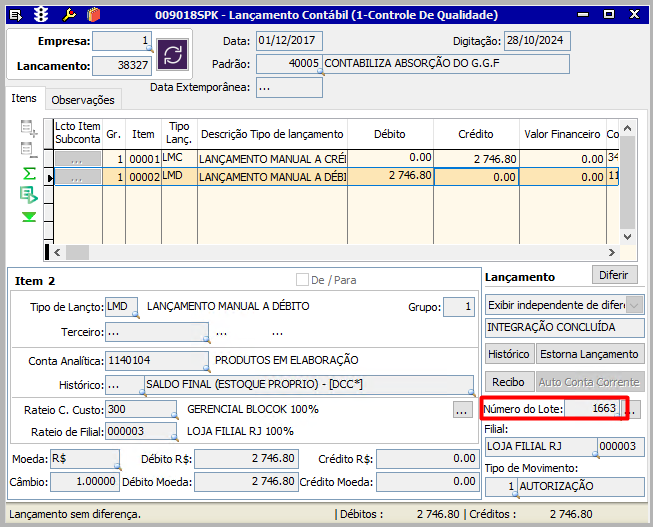 009018SPK - Lançamento Contábil (1-Controle De Qualidade)
Empresa: 1 Data: 01/12/2017 Digitação: 28/10/2024
Lancamento: 38327 Padrão: 40005 CONTABILIZA ABSORÇÃO DO G.G.F
Data Extemporânea: ...
Itens Observações
Lcto Item Subconta Gr. Item Tipo Lanç. Descrição Tipo de lançamento Débito Crédito Valor Financeiro Co
... 1 00001 LMC LANÇAMENTO MANUAL A CRÉ 0.00 2 746.80 0.00 34
... 1 00002 LMD LANÇAMENTO MANUAL A DÉBI 2 746.80 0.00 0.00 11
Item 2 De / Para
Tipo de Lançto: LMD LANÇAMENTO MANUAL A DÉBITO Grupo: 1
Terceiro: ... ... ...
Conta Analítica: 1140104 PRODUTOS EM ELABORAÇÃO
Histórico: ... SALDO FINAL (ESTOQUE PROPRIO) - [DCC*]
Rateio C. Custo: 300 GERENCIAL BLOCOK 100% ...
Rateio de Filial: 000003 LOJA FILIAL RJ 100%
Moeda: R$ Débito R$: 2 746.80 Crédito R$: 0.00
Câmbio: 1.00000 Débito Moeda: 2 746.80 Crédito Moeda: 0.00
Lançamento Diferir
Exibir independente de difer
INTEGRAÇÃO CONCLUÍDA
Histórico Estorna Lançamento
Recibo Auto Conta Corrente
Número do Lote: 1663 ...
Filial:
LOJA FILIAL RJ 000003
Tipo de Movimento:
1 AUTORIZAÇÃO
Lançamento sem diferença. | Débitos : 2 746.80 | Créditos : 2 746.80